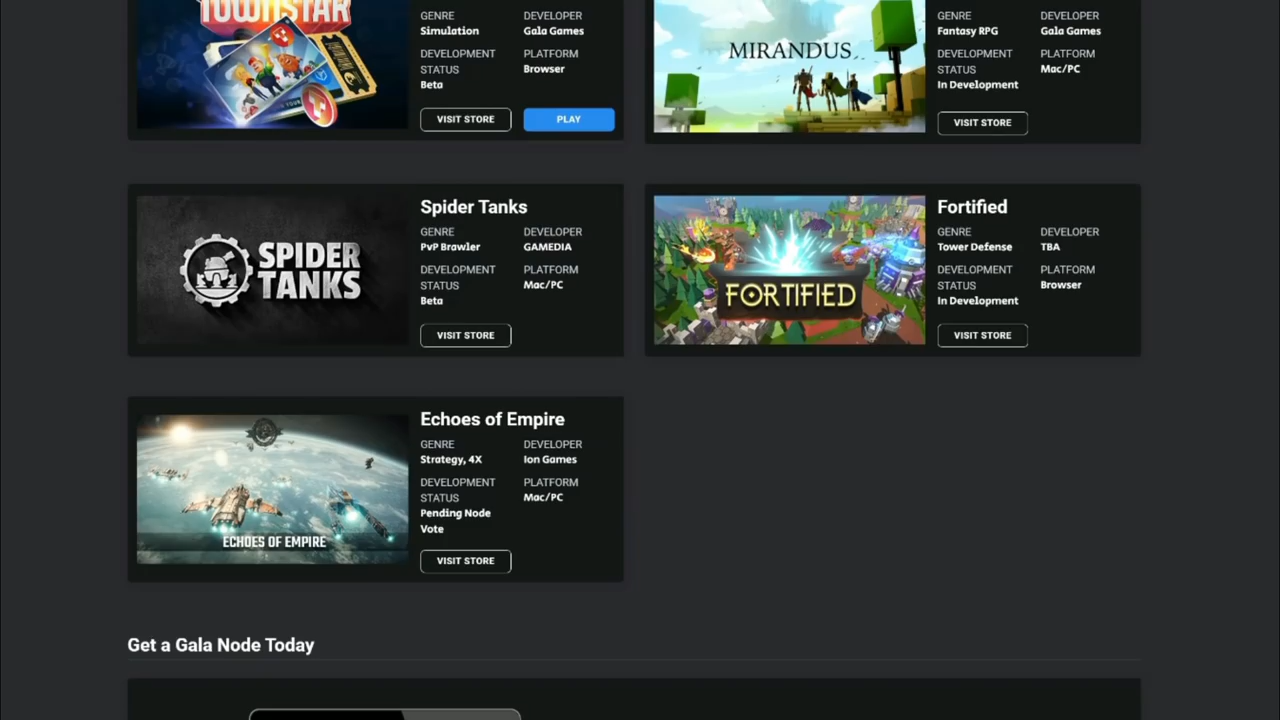 TOWNSTAR
GENRE
Simulation
DEVELOPER
Gala Games
DEVELOPMENT
STATUS
Beta
PLATFORM
Browser
VISIT STORE
PLAY
MIRANDUS
GENRE
Fantasy RPG
DEVELOPER
Gala Games
DEVELOPMENT
STATUS
In Development
PLATFORM
Mac/PC
VISIT STORE
SPIDER
TANKS
Spider Tanks
GENRE
PvP Brawler
DEVELOPER
GAMEDIA
DEVELOPMENT
STATUS
Beta
PLATFORM
Mac/PC
VISIT STORE
FORTIFIED
Fortified
GENRE
Tower Defense
DEVELOPER
TBA
DEVELOPMENT
STATUS
In Development
PLATFORM
Browser
VISIT STORE
ECHOES OF EMPIRE
Echoes of Empire
GENRE
Strategy, 4X
DEVELOPER
Ion Games
DEVELOPMENT
STATUS
Pending Node
Vote
PLATFORM
Mac/PC
VISIT STORE
Get a Gala Node Today